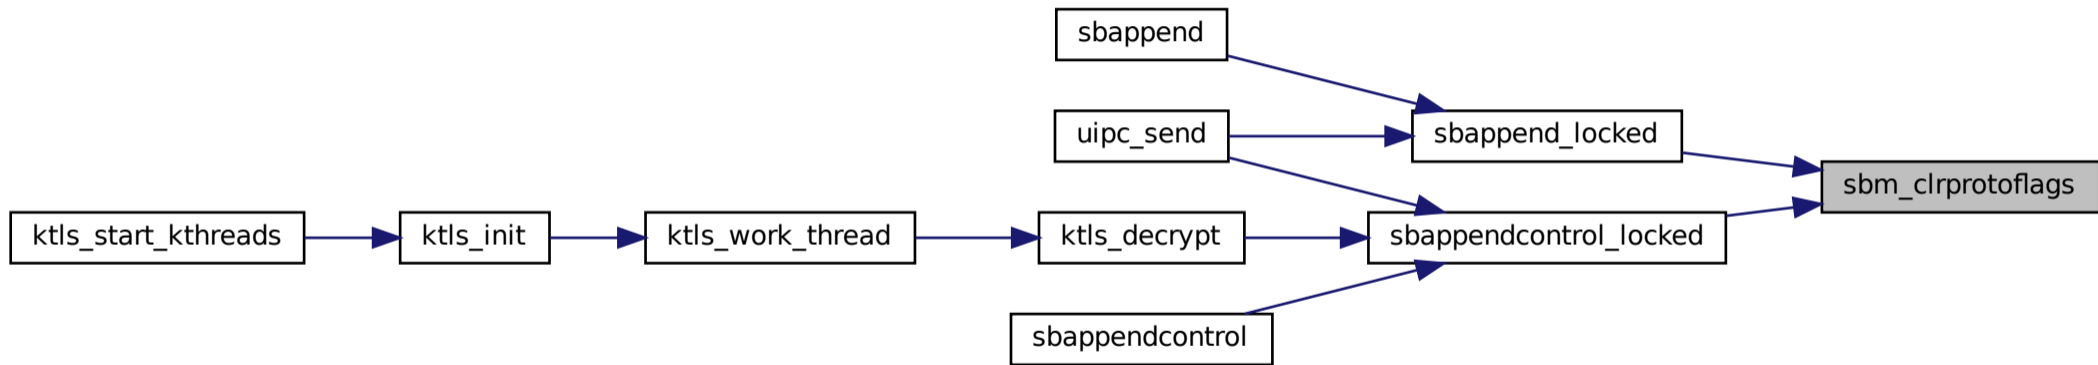 sbappend
uipc_send
sbappend_locked
sbm_clrprotoflags
ktls_start_kthreads
ktls_init
ktls_work_thread
ktls_decrypt
sbappendcontrol_locked
sbappendcontrol